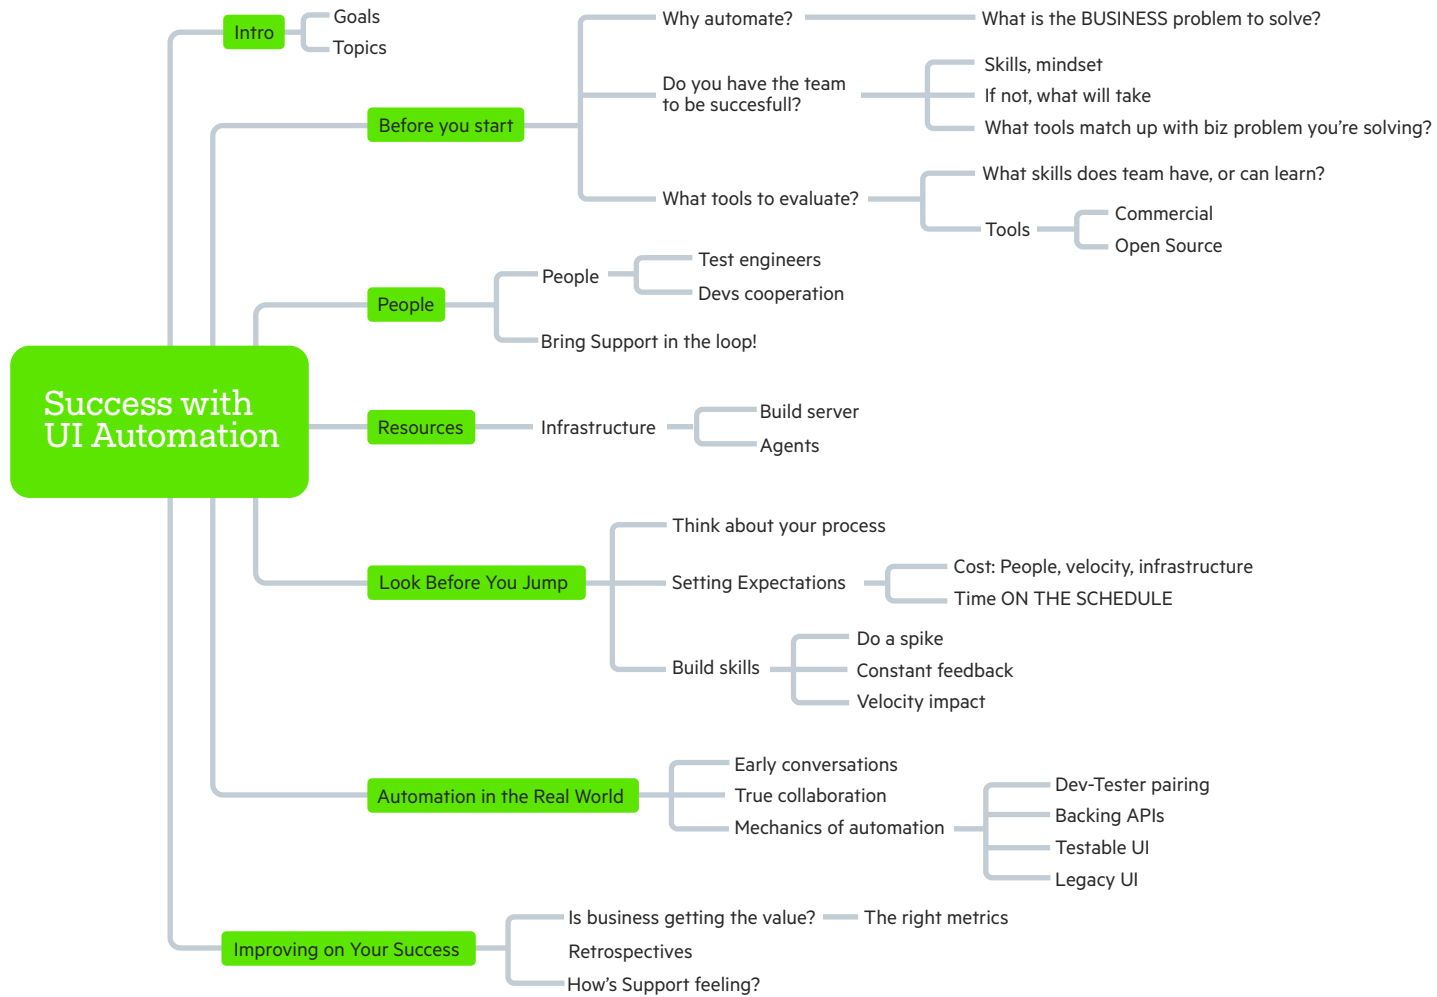 Intro
Goals
Topics
Before you start
Why automate?
What is the BUSINESS problem to solve?
Do you have the team
to be succesfull?
Skills, mindset
If not, what will take
What tools match up with biz problem you're solving?
What tools to evaluate?
What skills does team have, or can learn?
Tools
Commercial
Open Source
People
People
Test engineers
Devs cooperation
Bring Support in the loop!
Success with
UI Automation
Resources
Infrastructure
Build server
Agents
Look Before You Jump
Think about your process
Setting Expectations
Cost: People, velocity, infrastructure
Time ON THE SCHEDULE
Build skills
Do a spike
Constant feedback
Velocity impact
Automation in the Real World
Early conversations
True collaboration
Mechanics of automation
Dev-Tester pairing
Backing APIs
Testable UI
Legacy UI
Improving on Your Success
Is business getting the value?
The right metrics
Retrospectives
How's Support feeling?